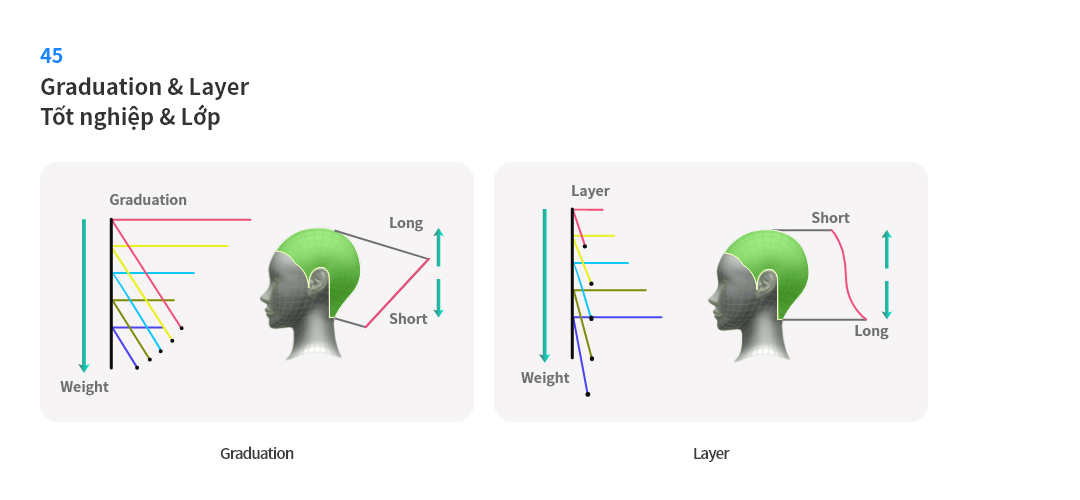 45
Graduation & Layer
Tốt nghiệp & Lớp
Graduation
Long
Short
Weight
Layer
Short
Long
Weight
Graduation
Layer